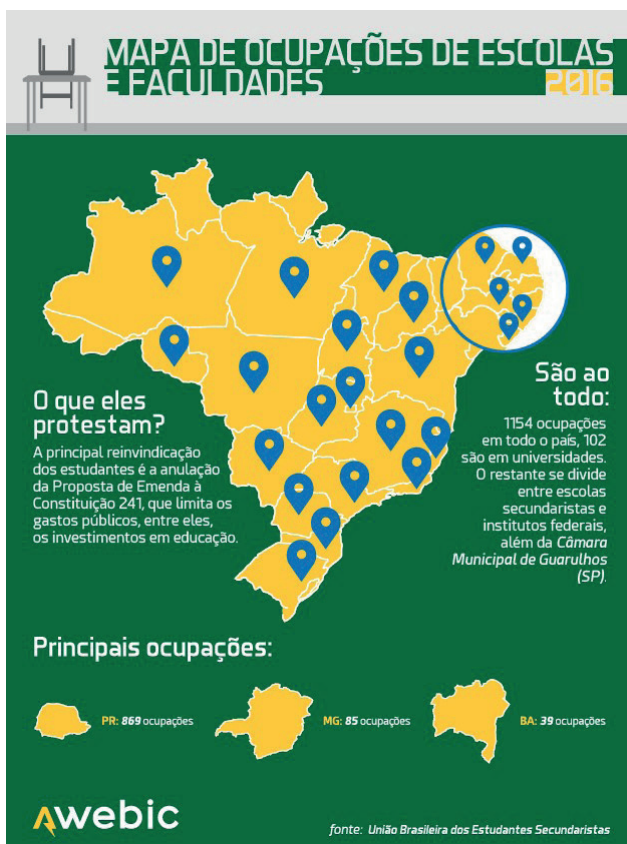 MAPA DE OCUPAÇÕES DE ESCOLAS
E FACULDADES 2016
O que eles
protestam?
A principal reinvindicação
dos estudantes é a anulação
da Proposta de Emenda à
Constituição 241, que limita os
gastos públicos, entre eles,
os investimentos em educação.
São ao
todo:
1154 ocupações
em todo o país, 102
são em universidades.
O restante se divide
entre escolas
secundaristas e
institutos federais,
além da Câmara
Municipal de Guarulhos
(SP).
Principais ocupações:
PR: 869 ocupações
MG: 85 ocupações
BA: 39 ocupações
Awebic
fonte: União Brasileira dos Estudantes Secundaristas